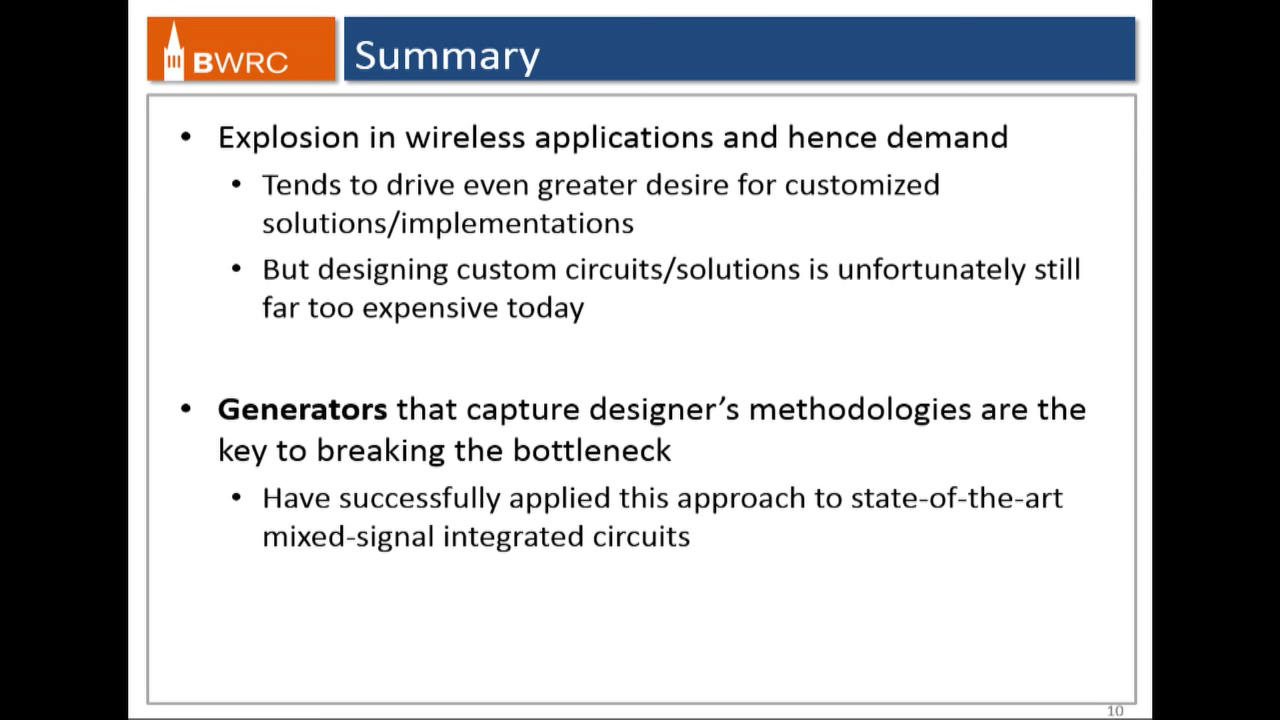 BWRC
Summary
• Explosion in wireless applications and hence demand
• Tends to drive even greater desire for customized
solutions/implementations
• But designing custom circuits/solutions is unfortunately still
far too expensive today
• Generators that capture designer’s methodologies are the
key to breaking the bottleneck
• Have successfully applied this approach to state-of-the-art
mixed-signal integrated circuits
10